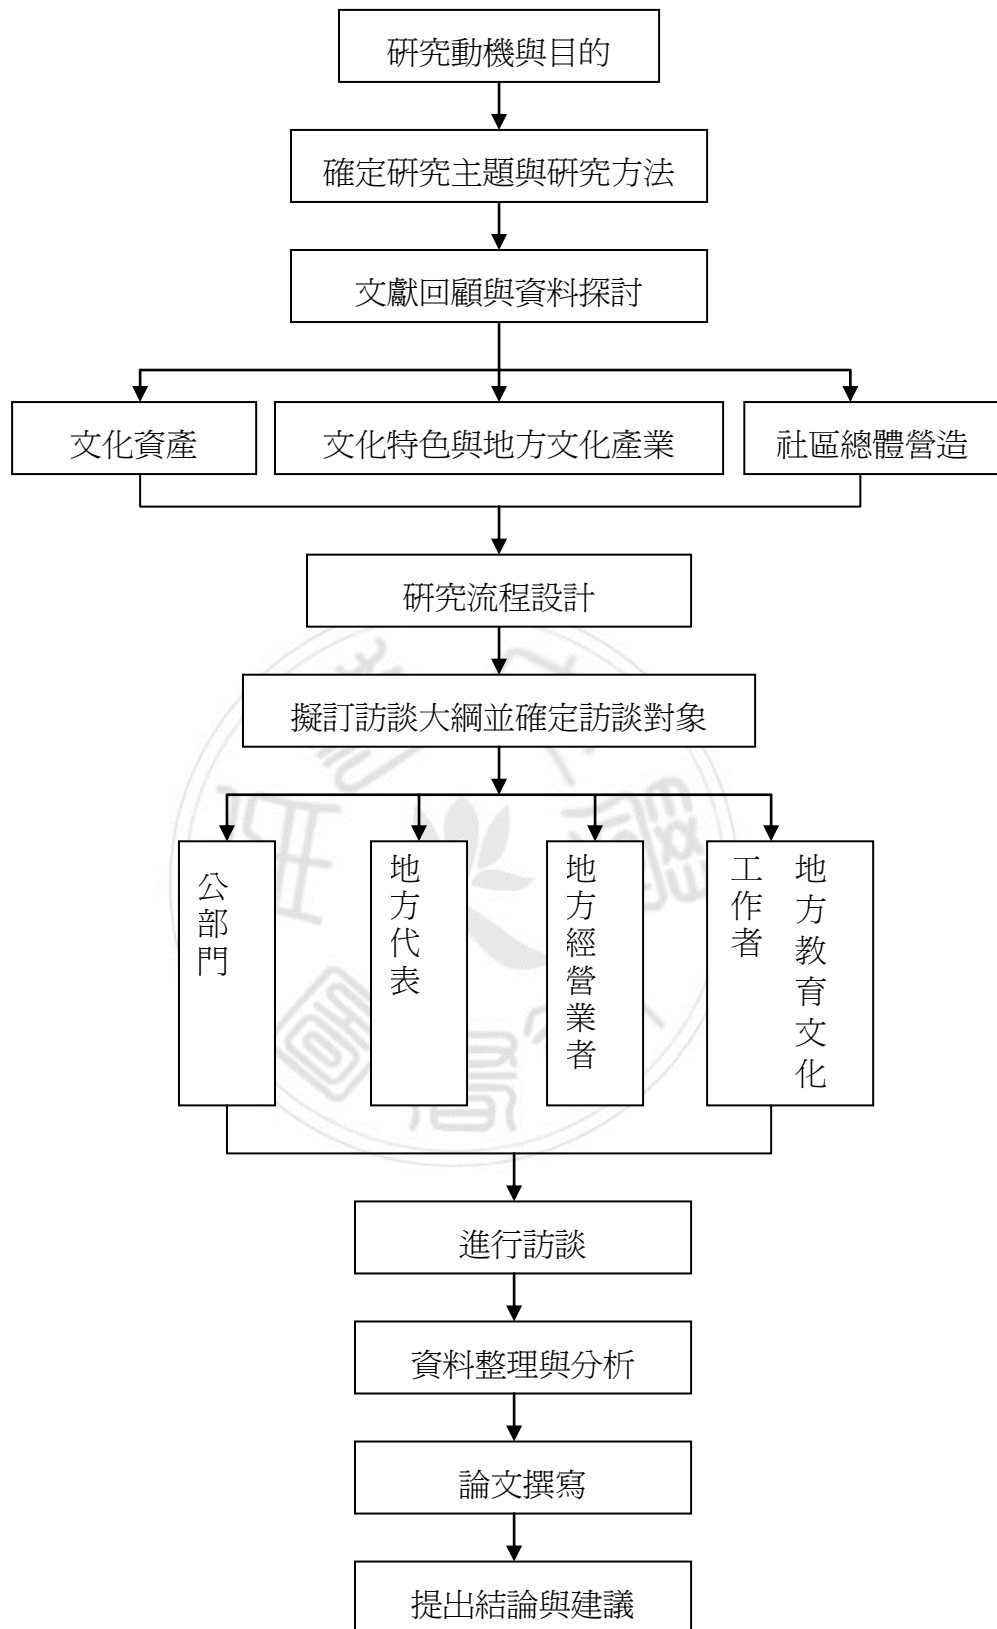 研究動機與目的
確定研究主題與研究方法
文獻回顧與資料探討
文化資產
文化特色與地方文化產業
社區總體營造
研究流程設計
擬訂訪談大綱並確定訪談對象
公部門
地方代表
地方經營業者
地方教育文化
工作者
進行訪談
資料整理與分析
論文撰寫
提出結論與建議